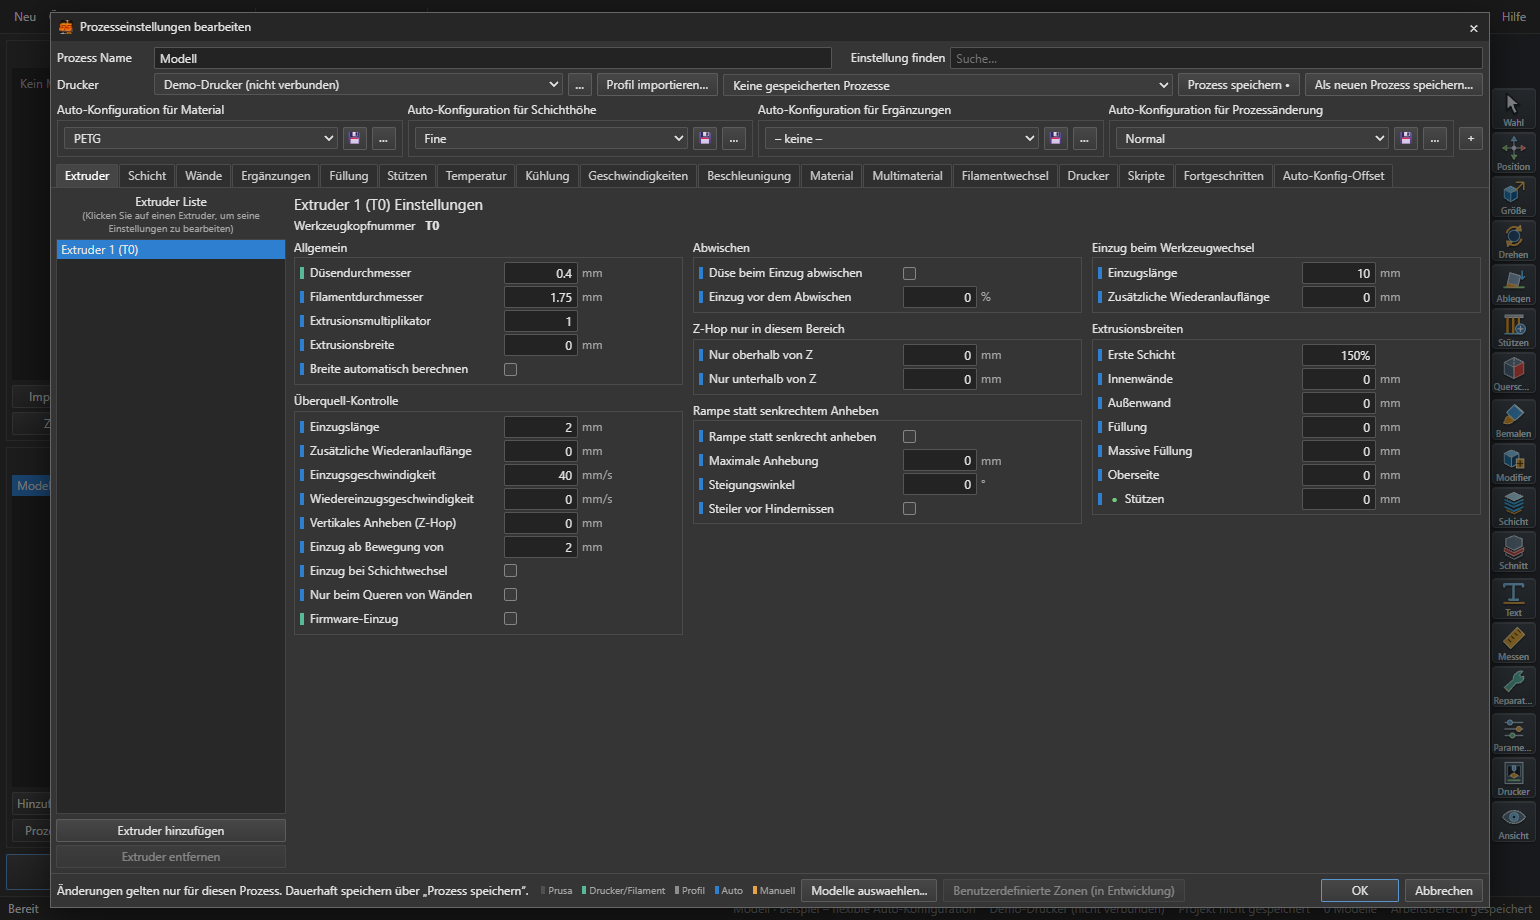 Neu
Hilfe
Prozesseinstellungen bearbeiten
Prozess Name
Modell
Einstellung finden
Suche...
Drucker
Demo-Drucker (nicht verbunden)
...
Profil importieren...
Keine gespeicherten Prozesse
Prozess speichern •
Als neuen Prozess speichern...
Auto-Konfiguration für Material
Auto-Konfiguration für Schichthöhe
Auto-Konfiguration für Ergänzungen
Auto-Konfiguration für Prozessänderung
PETG
...
Fine
...
– keine –
...
Normal
...
+
Extruder
Schicht
Wände
Ergänzungen
Füllung
Stützen
Temperatur
Kühlung
Geschwindigkeiten
Beschleunigung
Material
Multimaterial
Filamentwechsel
Drucker
Skripte
Fortgeschritten
Auto-Konfig-Offset
Extruder Liste
(Klicken Sie auf einen Extruder, um seine
Einstellungen zu bearbeiten)
Extruder 1 (T0)
Extruder hinzufügen
Extruder entfernen
Extruder 1 (T0) Einstellungen
Werkzeugkopfnummer T0
Allgemein
Düsendurchmesser 0.4 mm
Filamentdurchmesser 1.75 mm
Extrusionsmultiplikator 1
Extrusionsbreite 0 mm
Breite automatisch berechnen
Überquell-Kontrolle
Einzugslänge 2 mm
Zusätzliche Wiederanlauflänge 0 mm
Einzugsgeschwindigkeit 40 mm/s
Wiedereinzugsgeschwindigkeit 0 mm/s
Vertikales Anheben (Z-Hop) 0 mm
Einzug ab Bewegung von 2 mm
Einzug bei Schichtwechsel
Nur beim Queren von Wänden
Firmware-Einzug
Abwischen
Düse beim Einzug abwischen
Einzug vor dem Abwischen 0 %
Z-Hop nur in diesem Bereich
Nur oberhalb von Z 0 mm
Nur unterhalb von Z 0 mm
Rampe statt senkrechtem Anheben
Rampe statt senkrecht anheben
Maximale Anhebung 0 mm
Steigungswinkel 0 °
Steiler vor Hindernissen
Einzug beim Werkzeugwechsel
Einzugslänge 10 mm
Zusätzliche Wiederanlauflänge 0 mm
Extrusionsbreiten
Erste Schicht 150%
Innenwände 0 mm
Außenwand 0 mm
Füllung 0 mm
Massive Füllung 0 mm
Oberseite 0 mm
• Stützen 0 mm
Änderungen gelten nur für diesen Prozess. Dauerhaft speichern über „Prozess speichern“.
Prusa
Drucker/Filament
Profil
Auto
Manuell
Modelle auswaehlen...
Benutzerdefinierte Zonen (in Entwicklung)
OK
Abbrechen
Wahl
Position
Größe
Drehen
Ablegen
Stützen
Quersc...
Bemalen
Modifier
Schicht
Schnitt
Text
Messen
Reparat...
Parame...
Drucker
Ansicht
Bereit